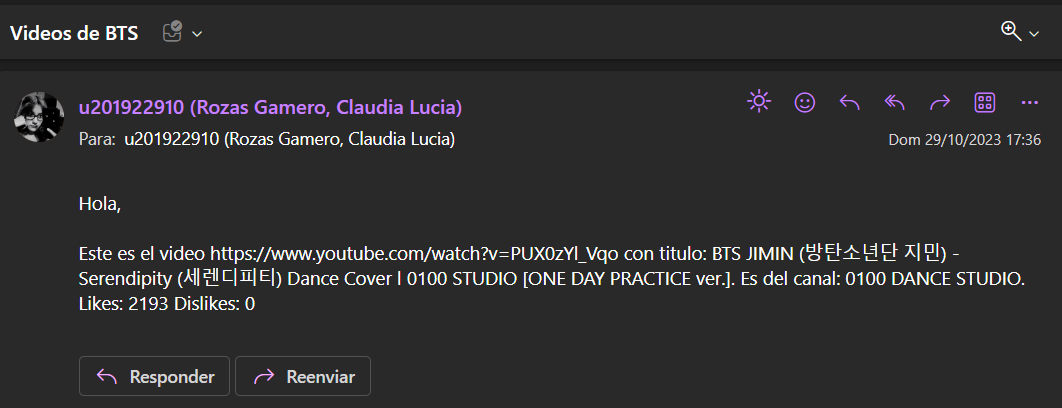 Videos de BTS
u201922910 (Rozas Gamero, Claudia Lucia)
Para: u201922910 (Rozas Gamero, Claudia Lucia)
Dom 29/10/2023 17:36
Hola,
Este es el video https://www.youtube.com/watch?v=PUX0zYl_Vqo con titulo: BTS JIMIN (방탄소년단 지민) -
Serendipity (세렌디피티) Dance Cover l 0100 STUDIO [ONE DAY PRACTICE ver.]. Es del canal: 0100 DANCE STUDIO.
Likes: 2193 Dislikes: 0
Responder
Reenviar